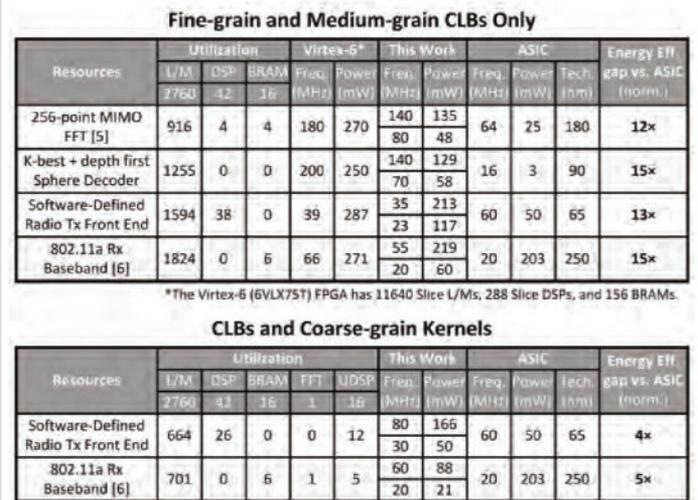 Fine-grain and Medium-grain CLBs Only
Resources Utilization Virtex-6* This Work ASIC Energy Eff. gap vs. ASIC (norm.)
L/M DSP BRAM Freq. Power Freq. Power Freq. Power Tech.
2760 42 16 (MHz) (mW) (MHz) (mW) (MHz) (mW) (nm)
256-point MIMO FFT [5] 916 4 4 180 270 140 135 64 25 180 12×
80 48
K-best + depth first Sphere Decoder 1255 0 0 200 250 140 129 16 3 90 15×
70 58
Software-Defined Radio Tx Front End 1594 38 0 39 287 35 213 60 50 65 13×
23 117
802.11a Rx Baseband [6] 1824 0 6 66 271 55 219 20 203 250 15×
20 60
*The Virtex-6 (6VLX75T) FPGA has 11640 Slice L/Ms, 288 Slice DSPs, and 156 BRAMs.
CLBs and Coarse-grain Kernels
Resources Utilization This Work ASIC Energy Eff. gap vs. ASIC (norm.)
L/M DSP BRAM FFT UDSP Freq. Power Freq. Power Tech.
2760 42 16 1 16 (MHz) (mW) (MHz) (mW) (nm)
Software-Defined Radio Tx Front End 664 26 0 0 12 80 166 60 50 65 4×
30 50
802.11a Rx Baseband [6] 701 0 6 1 5 60 88 20 203 250 5×
20 21